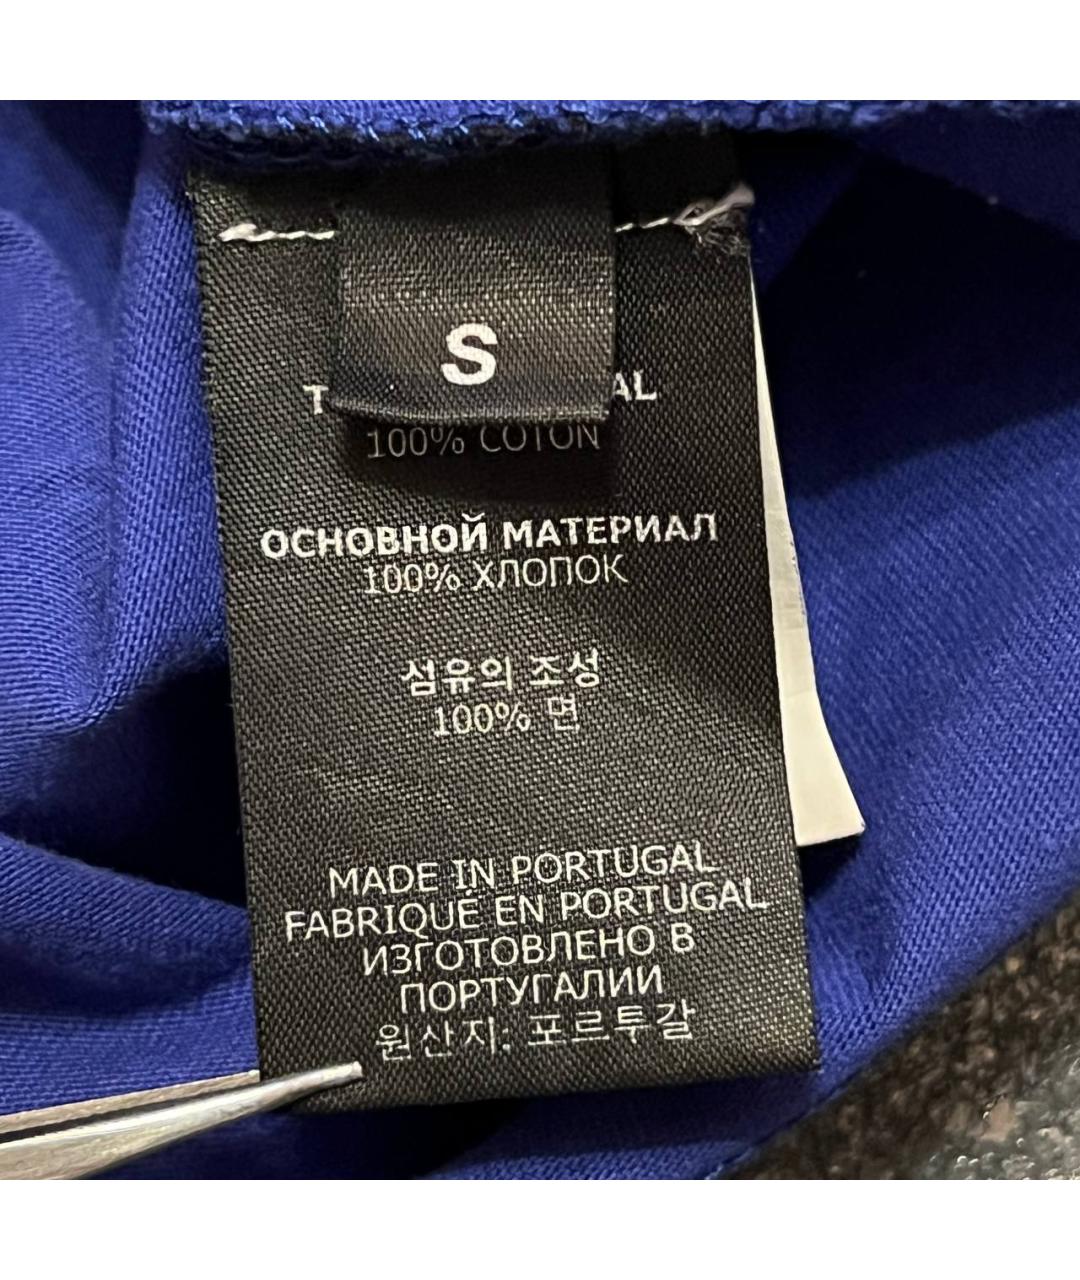 S
100% COTON
ОСНОВНОЙ МАТЕРИАЛ
100% ХЛОПОК
섬유의 조성
100% 면
MADE IN PORTUGAL
FABRIQUÉ EN PORTUGAL
ИЗГОТОВЛЕНО В
ПОРТУГАЛИИ
원산지: 포르투갈